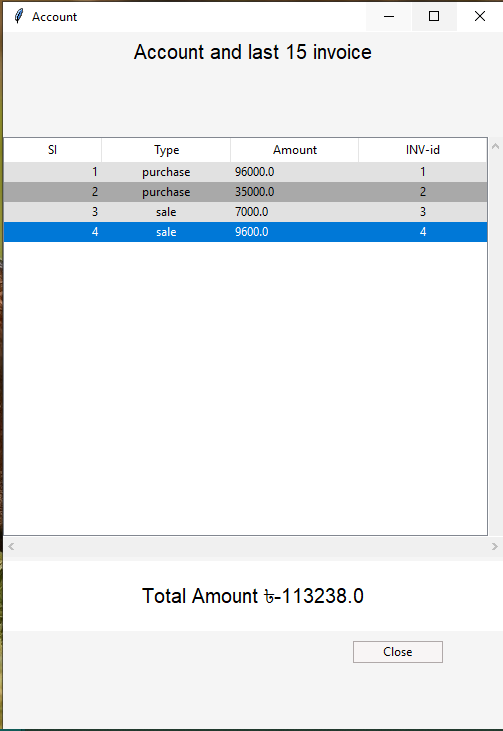 Account
Account and last 15 invoice
Sl Type Amount INV-id
1 purchase 96000.0 1
2 purchase 35000.0 2
3 sale 7000.0 3
4 sale 9600.0 4
Total Amount ৳-113238.0
Close